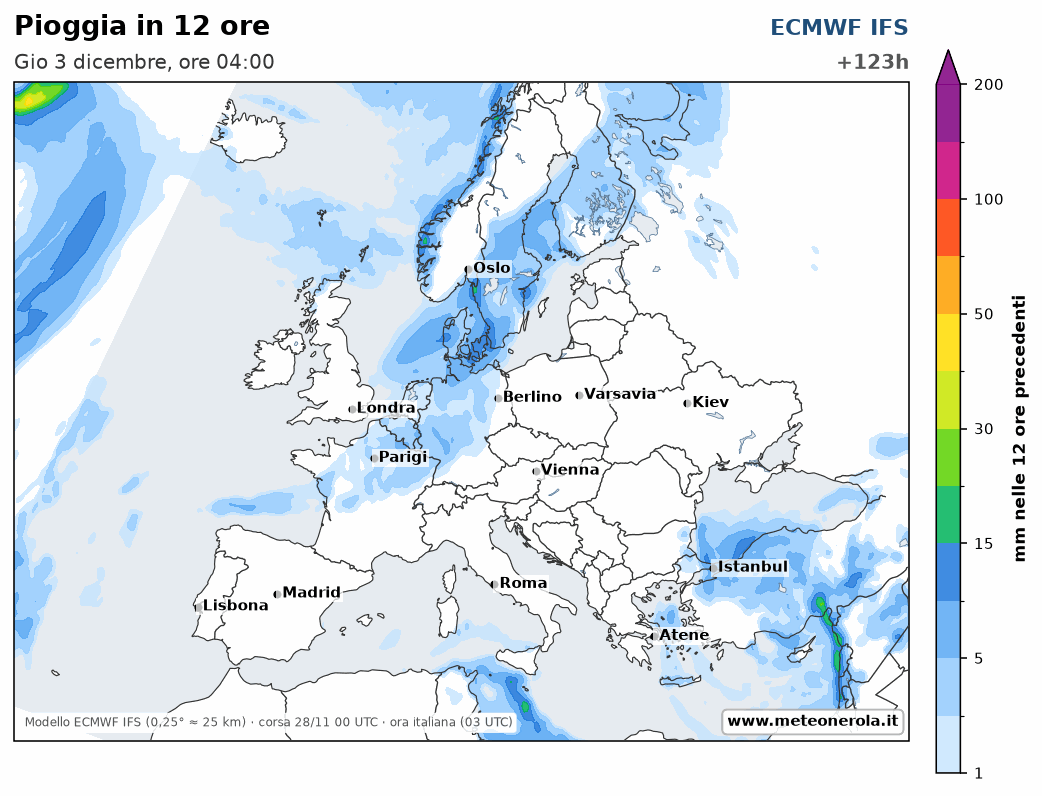 Pioggia in 12 ore
ECMWF IFS
Gio 3 dicembre, ore 04:00
+123h
200
100
50
30
15
5
1
mm nelle 12 ore precedenti
Oslo
Londra
Berlino
Varsavia
Kiev
Parigi
Vienna
Istanbul
Roma
Madrid
Lisbona
Atene
Modello ECMWF IFS (0,25° ≈ 25 km) · corsa 28/11 00 UTC · ora italiana (03 UTC)
www.meteonerola.it